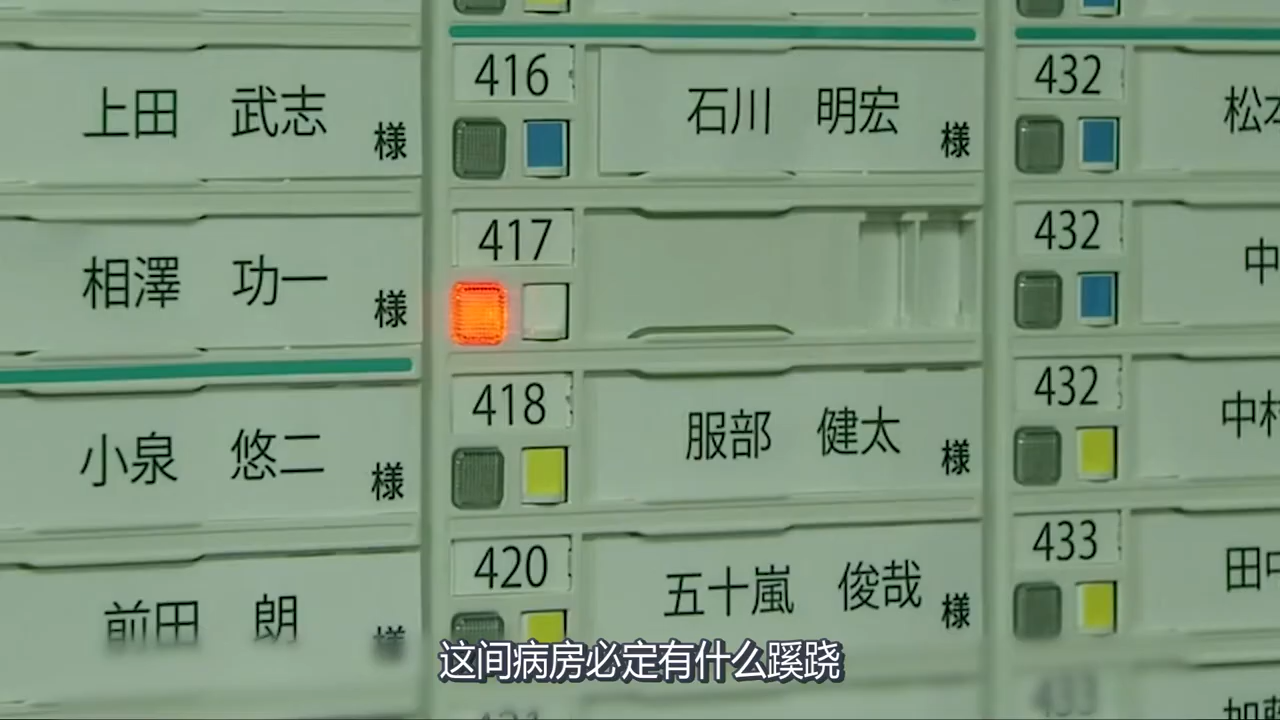 上田 武志 様
相澤 功一 様
小泉 悠二 様
前田 朗 様
416
石川 明宏 様
417
418
服部 健太 様
420
五十嵐 俊哉 様
432
松
432
中
432
中村
433
田中
433
这间病房必定有什么蹊跷